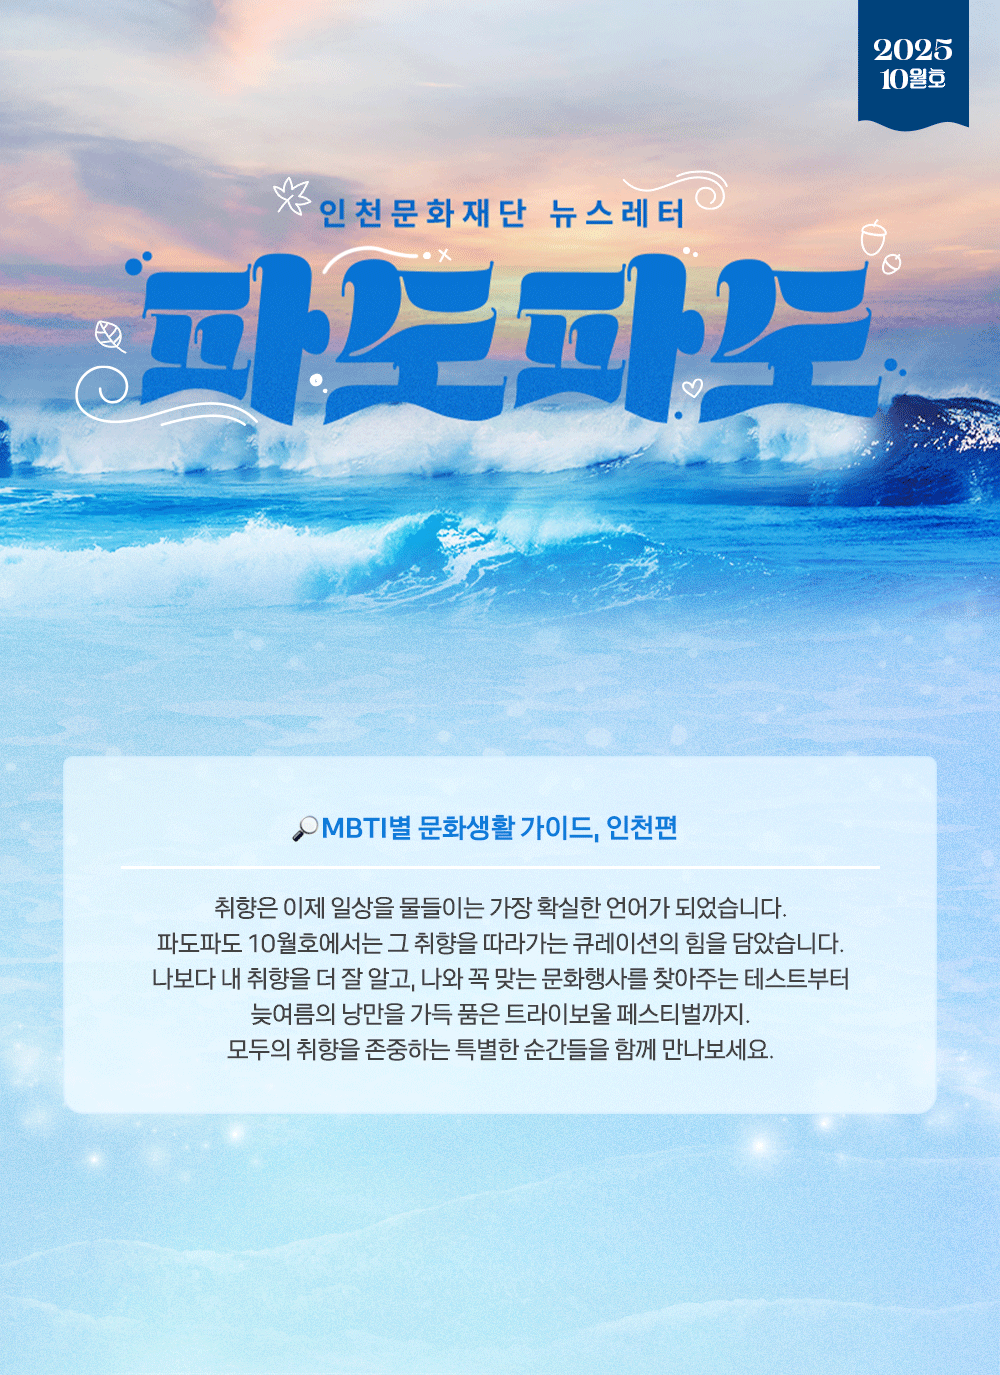 2025
10월호
인천문화재단 뉴스레터
파도파도
MBTI별 문화생활 가이드, 인천편
취향은 이제 일상을 물들이는 가장 확실한 언어가 되었습니다.
파도파도 10월호에서는 그 취향을 따라가는 큐레이션의 힘을 담았습니다.
나보다 내 취향을 더 잘 알고, 나와 꼭 맞는 문화행사를 찾아주는 테스트부터
늦여름의 낭만을 가득 품은 트라이보울 페스티벌까지.
모두의 취향을 존중하는 특별한 순간들을 함께 만나보세요.